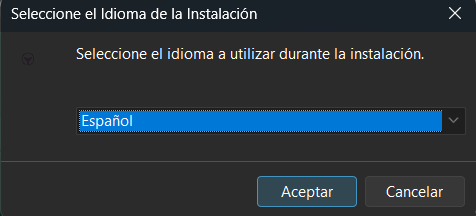 Seleccione el Idioma de la Instalación
Seleccione el idioma a utilizar durante la instalación.
Español
Aceptar
Cancelar